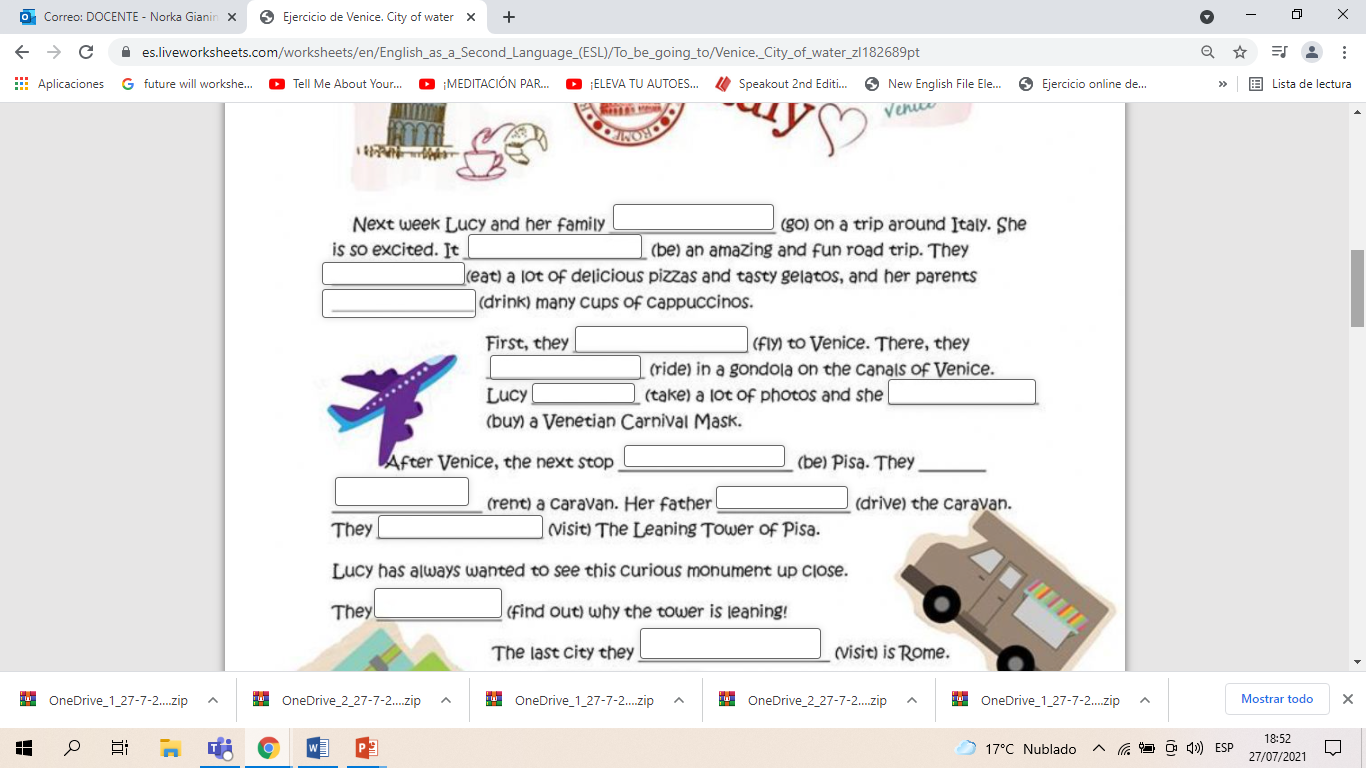 Correo: DOCENTE - Norka Gianin
Ejercicio de Venice. City of water
es.liveworksheets.com/worksheets/en/English_as_a_Second_Language_(ESL)/To_be_going_to/Venice._City_of_water_zl182689pt
Aplicaciones future will workshe... Tell Me About Your... ¡MEDITACIÓN PAR... ¡ELEVA TU AUTOES... Speakout 2nd Editi... New English File Ele... Ejercicio online de... » Lista de lectura
ROME
Venice
Next week Lucy and her family (go) on a trip around Italy. She
is so excited. It (be) an amazing and fun road trip. They
(eat) a lot of delicious pizzas and tasty gelatos, and her parents
(drink) many cups of cappuccinos.
First, they (fly) to Venice. There, they
(ride) in a gondola on the canals of Venice.
Lucy (take) a lot of photos and she
(buy) a Venetian Carnival Mask.
After Venice, the next stop (be) Pisa. They
(rent) a caravan. Her father (drive) the caravan.
They (visit) The Leaning Tower of Pisa.
Lucy has always wanted to see this curious monument up close.
They (find out) why the tower is leaning!
The last city they (visit) is Rome.
OneDrive_1_27-7-2....zip OneDrive_2_27-7-2....zip OneDrive_1_27-7-2....zip OneDrive_2_27-7-2....zip OneDrive_1_27-7-2....zip Mostrar todo
17°C Nublado ESP 18:52
27/07/2021